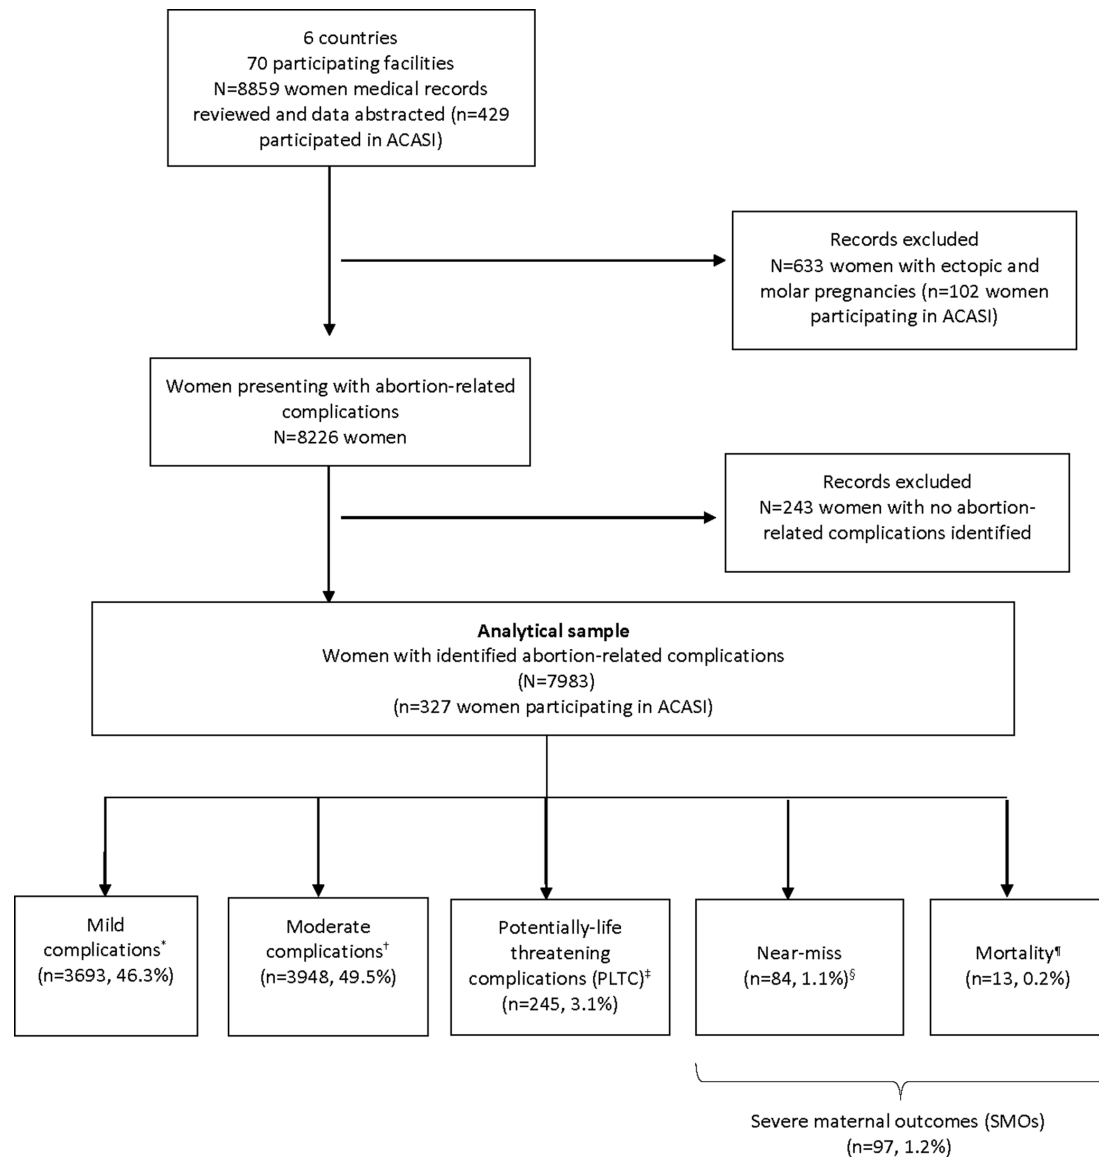 6 countries
70 participating facilities
N=8859 women medical records
reviewed and data abstracted (n=429
participated in ACASI)
Records excluded
N=633 women with ectopic and
molar pregnancies (n=102 women
participating in ACASI)
Women presenting with abortion-related
complications
N=8226 women
Records excluded
N=243 women with no abortion-
related complications identified
Analytical sample
Women with identified abortion-related complications
(N=7983)
(n=327 women participating in ACASI)
Mild
complications*
(n=3693, 46.3%)
Moderate
complications†
(n=3948, 49.5%)
Potentially-life
threatening
complications (PLTC)‡
(n=245, 3.1%)
Near-miss
(n=84, 1.1%)§
Mortality¶
(n=13, 0.2%)
Severe maternal outcomes (SMOs)
(n=97, 1.2%)